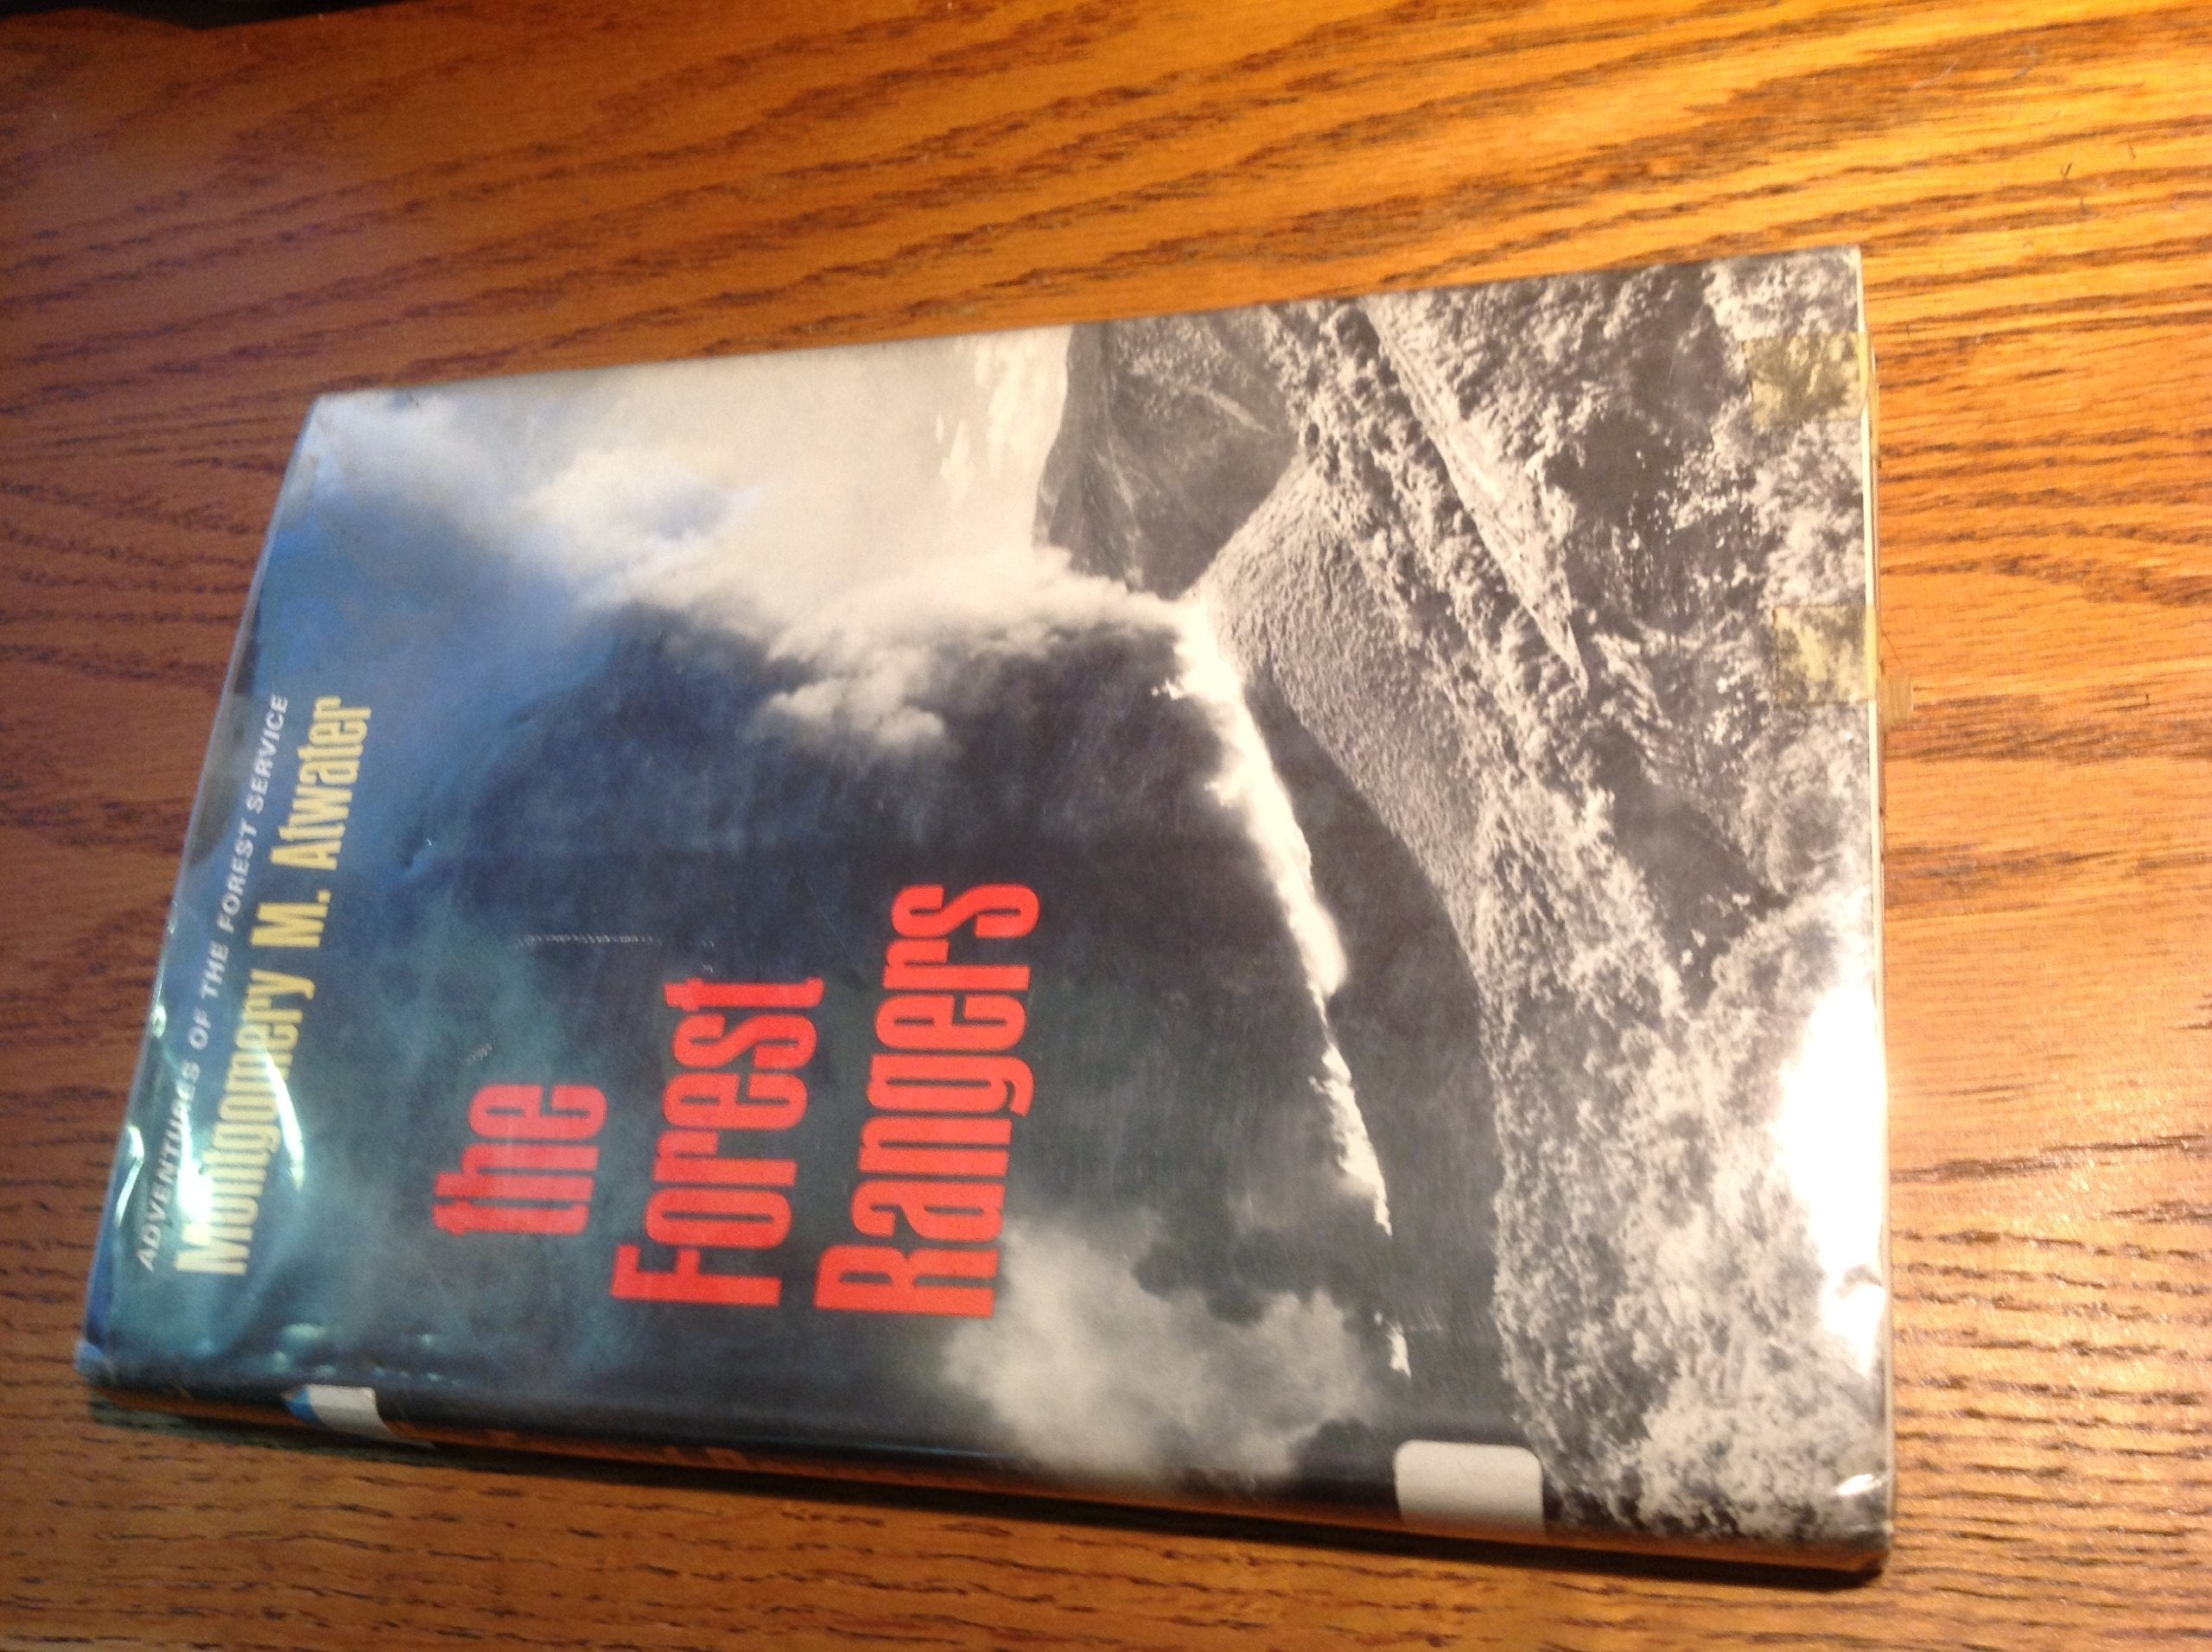 ADVENTURES OF THE FOREST SERVICE
Montgomery M. Atwater
the
Forest
Rangers